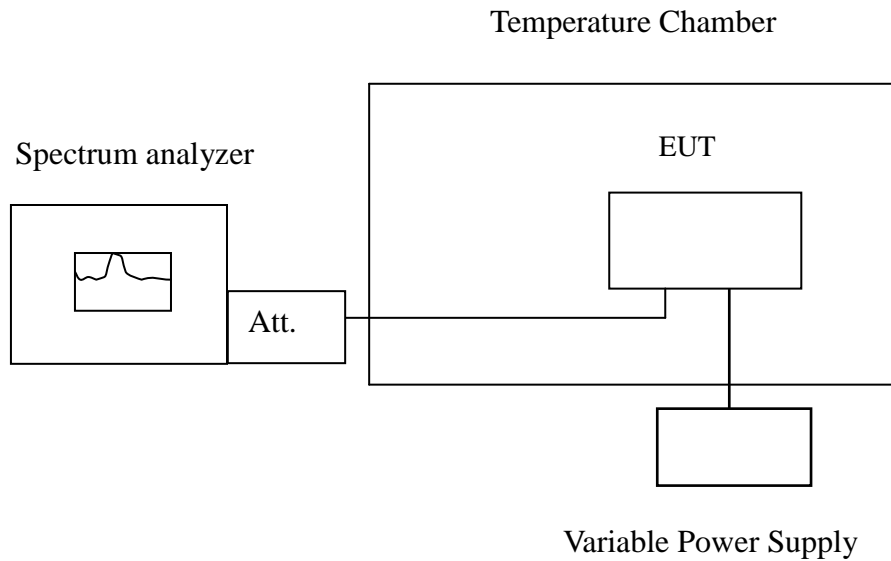 Temperature Chamber
Spectrum analyzer
EUT
Att.
Variable Power Supply